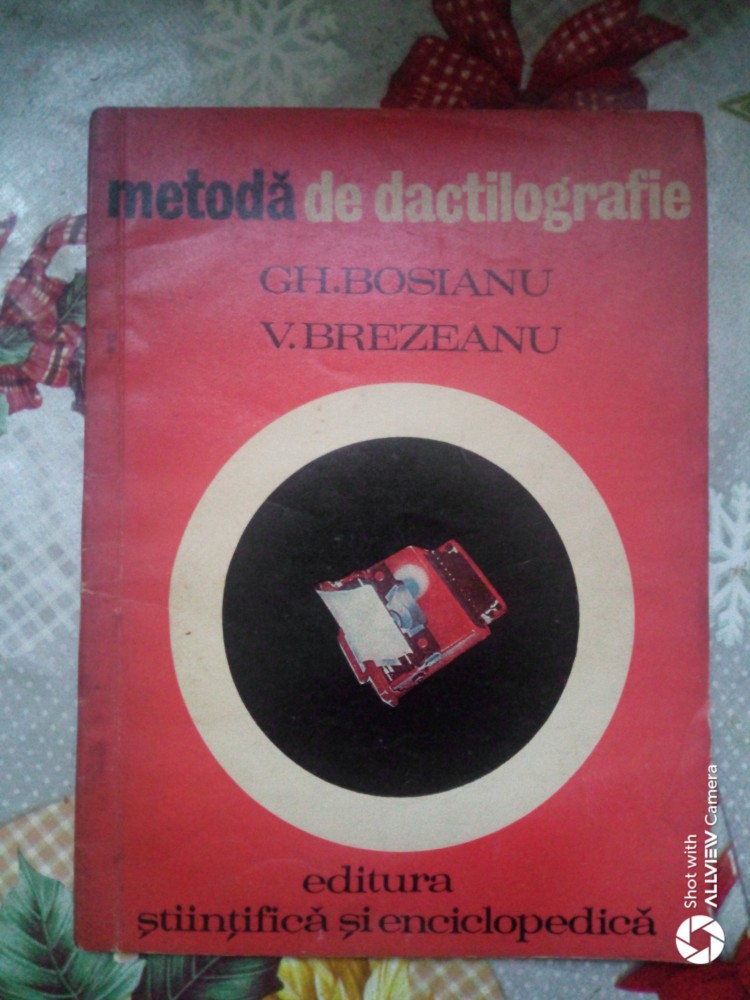 metodă de dactilografie
GH.BOSIANU
V.BREZEANU
editura
științifică și enciclopedică
Shot with
ALLVIEW Camera